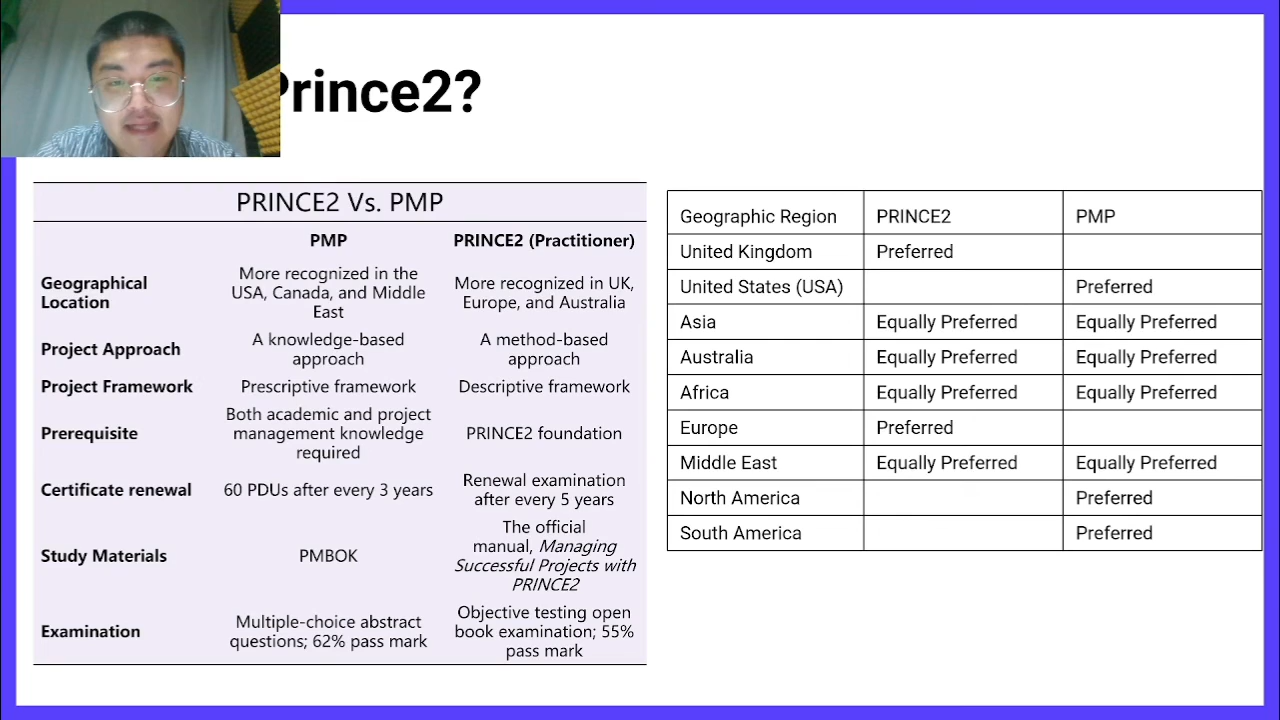 Prince2?
PRINCE2 Vs. PMP
PMP PRINCE2 (Practitioner)
Geographical Location More recognized in the USA, Canada, and Middle East More recognized in UK, Europe, and Australia
Project Approach A knowledge-based approach A method-based approach
Project Framework Prescriptive framework Descriptive framework
Prerequisite Both academic and project management knowledge required PRINCE2 foundation
Certificate renewal 60 PDUs after every 3 years Renewal examination after every 5 years
Study Materials PMBOK The official manual, Managing Successful Projects with PRINCE2
Examination Multiple-choice abstract questions; 62% pass mark Objective testing open book examination; 55% pass mark
Geographic Region PRINCE2 PMP
United Kingdom Preferred
United States (USA) Preferred
Asia Equally Preferred Equally Preferred
Australia Equally Preferred Equally Preferred
Africa Equally Preferred Equally Preferred
Europe Preferred
Middle East Equally Preferred Equally Preferred
North America Preferred
South America Preferred